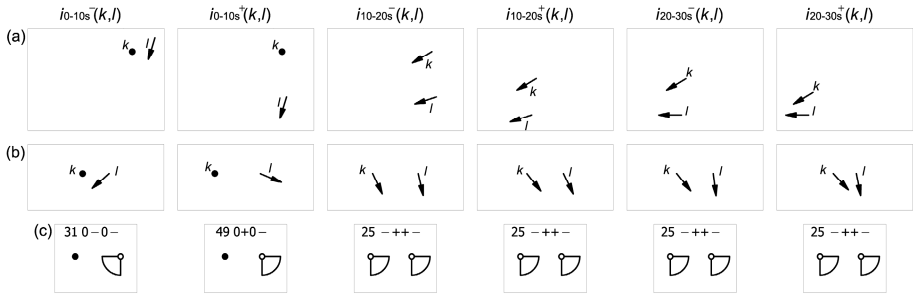 i0-10s−(k,l) i0-10s+(k,l) i10-20s−(k,l) i10-20s+(k,l) i20-30s−(k,l) i20-30s+(k,l)
(a) k l k l k l k l k l k l
(b) k l k l k l k l k l k l
(c) 31 0−0− 49 0+0− 25 −++− 25 −++− 25 −++− 25 −++−